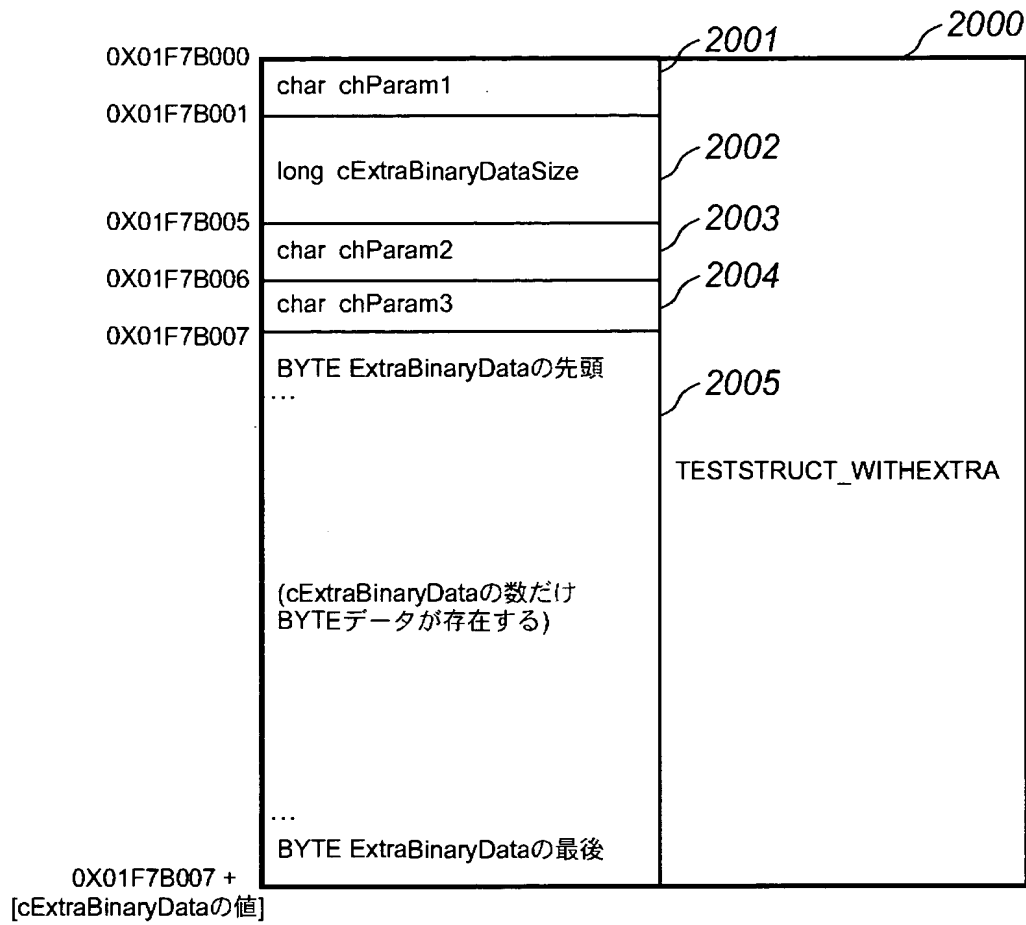 2000
2001
0X01F7B000
char chParam1
0X01F7B001
2002
long cExtraBinaryDataSize
0X01F7B005
2003
char chParam2
0X01F7B006
2004
char chParam3
0X01F7B007
BYTE ExtraBinaryDataの先頭
...
2005
TESTSTRUCT_WITHEXTRA
(cExtraBinaryDataの数だけ
BYTEデータが存在する)
...
BYTE ExtraBinaryDataの最後
0X01F7B007 +
[cExtraBinaryDataの値]